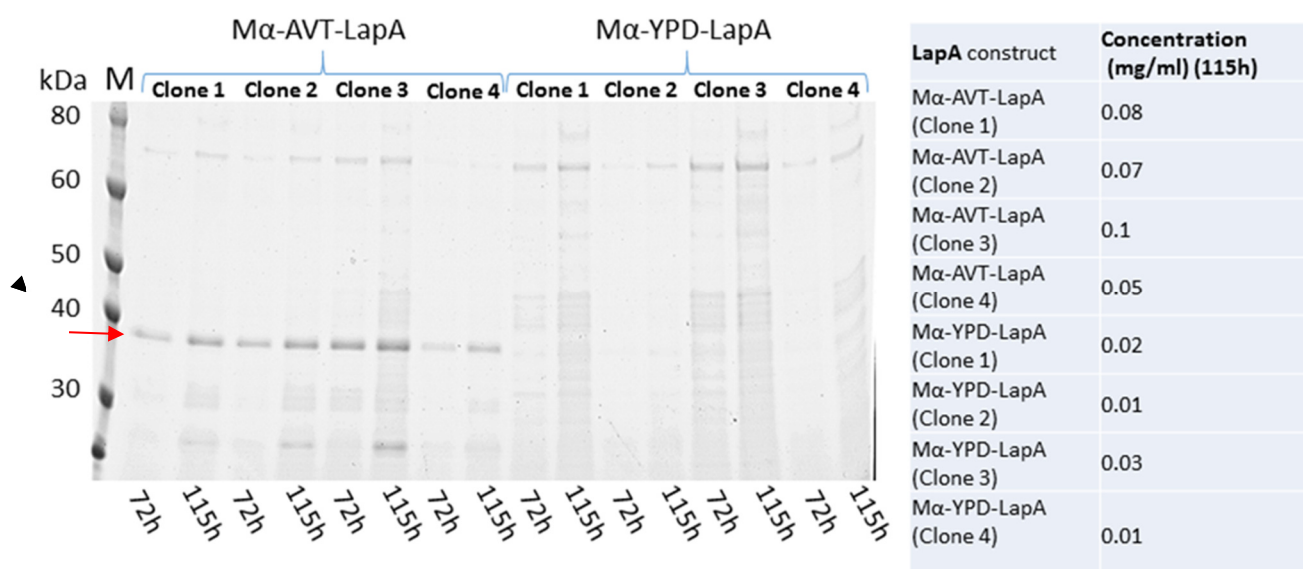 Mα-AVT-LapA Mα-YPD-LapA
kDa M Clone 1 Clone 2 Clone 3 Clone 4 Clone 1 Clone 2 Clone 3 Clone 4
80
60
50
40
30
72h 115h 72h 115h 72h 115h 72h 115h 72h 115h 72h 115h 72h 115h 72h 115h
LapA construct
Concentration
(mg/ml) (115h)
Mα-AVT-LapA
(Clone 1)
0.08
Mα-AVT-LapA
(Clone 2)
0.07
Mα-AVT-LapA
(Clone 3)
0.1
Mα-AVT-LapA
(Clone 4)
0.05
Mα-YPD-LapA
(Clone 1)
0.02
Mα-YPD-LapA
(Clone 2)
0.01
Mα-YPD-LapA
(Clone 3)
0.03
Mα-YPD-LapA
(Clone 4)
0.01